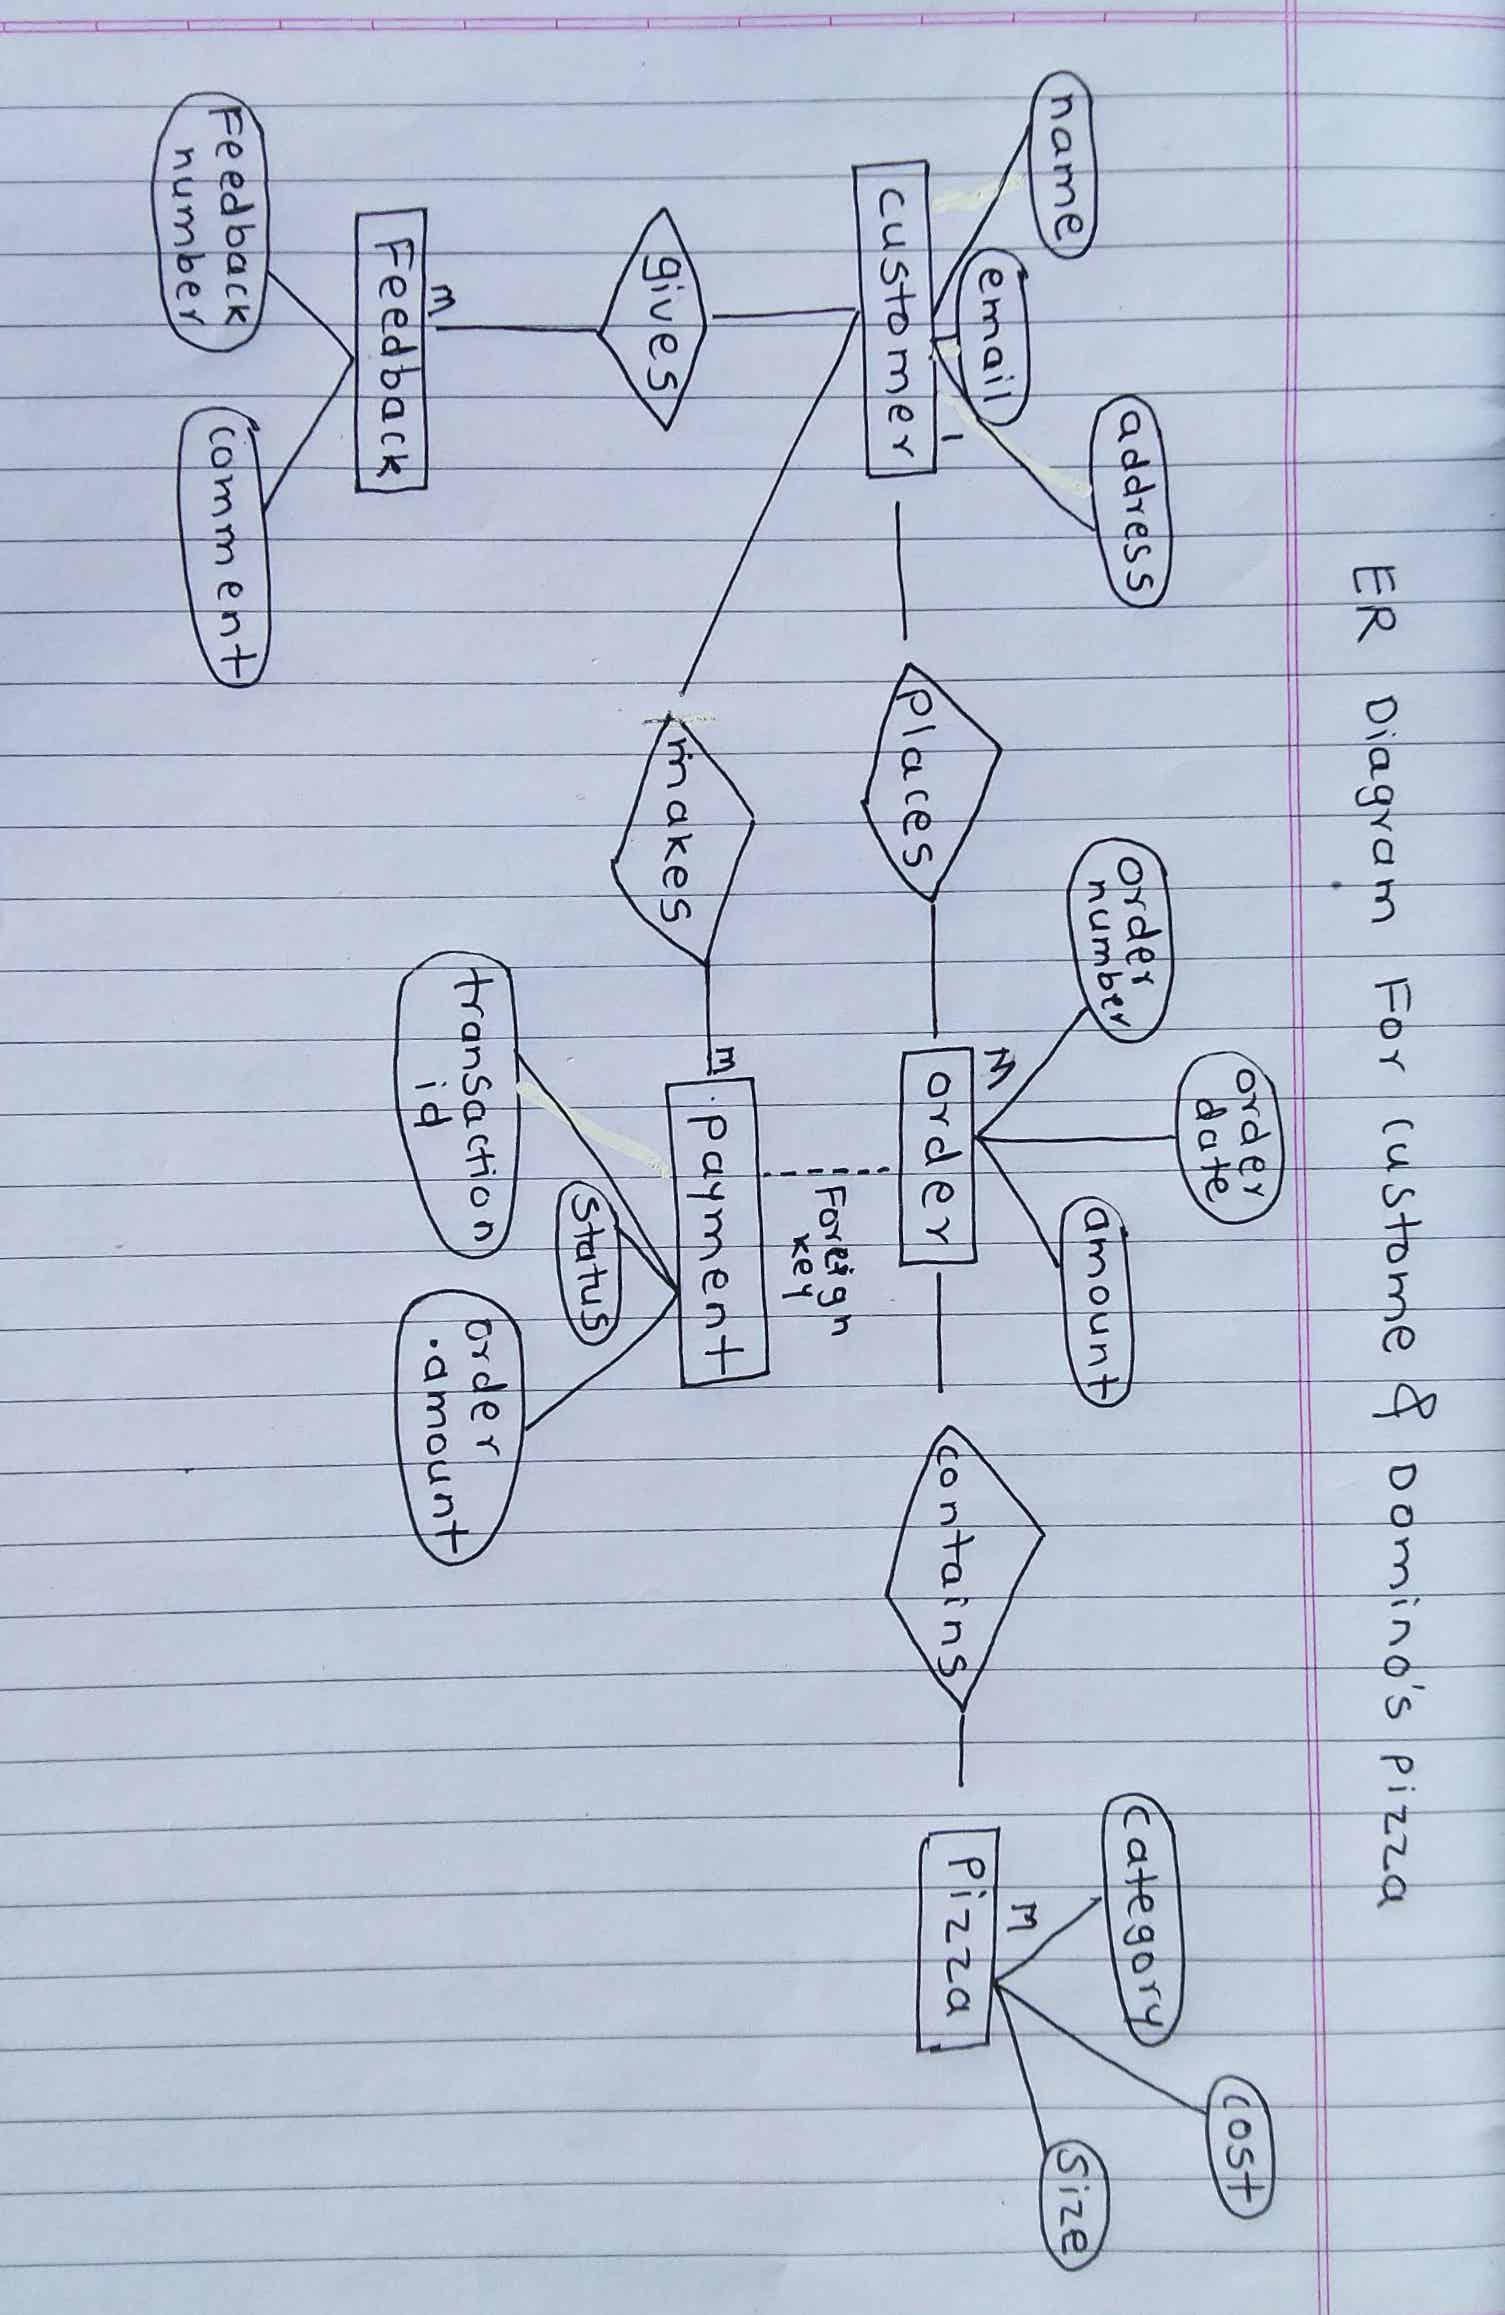 ER Diagram For Custome & Domino's Pizza
name
email
address
customer
1
places
order number
order date
amount
M
order
contains
category
cost
size
M
Pizza
gives
makes
Foreign
key
m
payment
transaction
id
status
order
.amount
m
Feedback
Feedback
number
comment